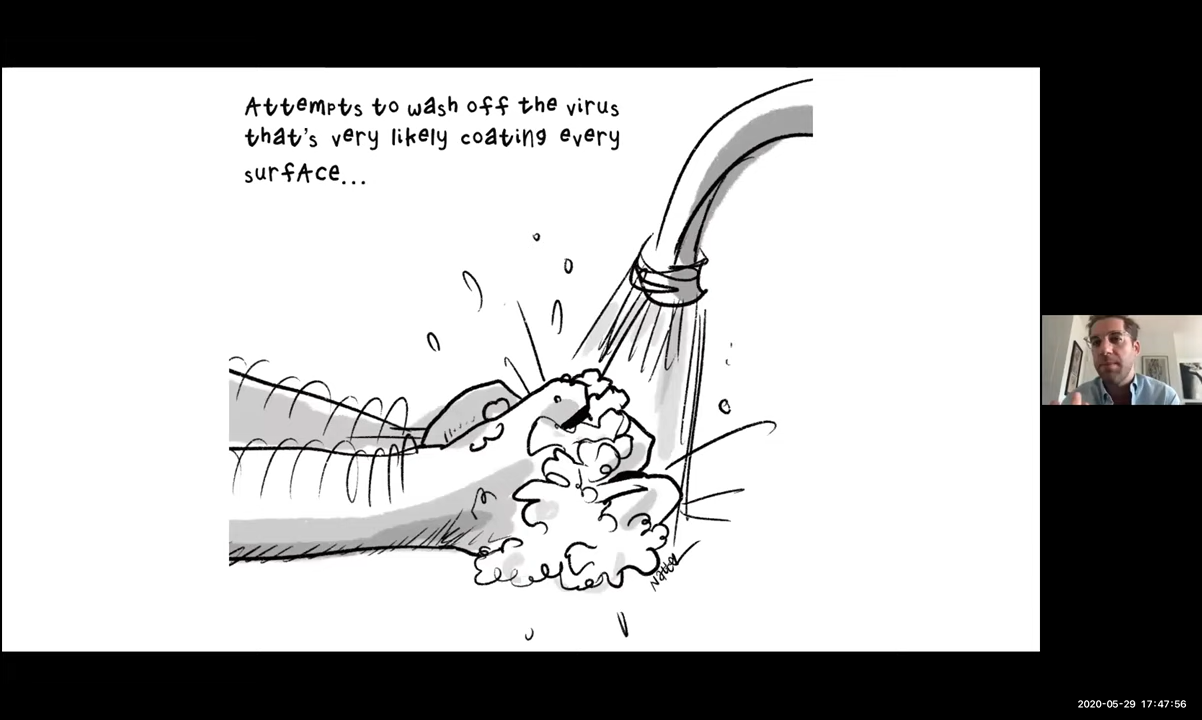 Attempts to wash off the virus
that's very likely coating every
surfAce...
Natter
2020-05-29 17:47:56